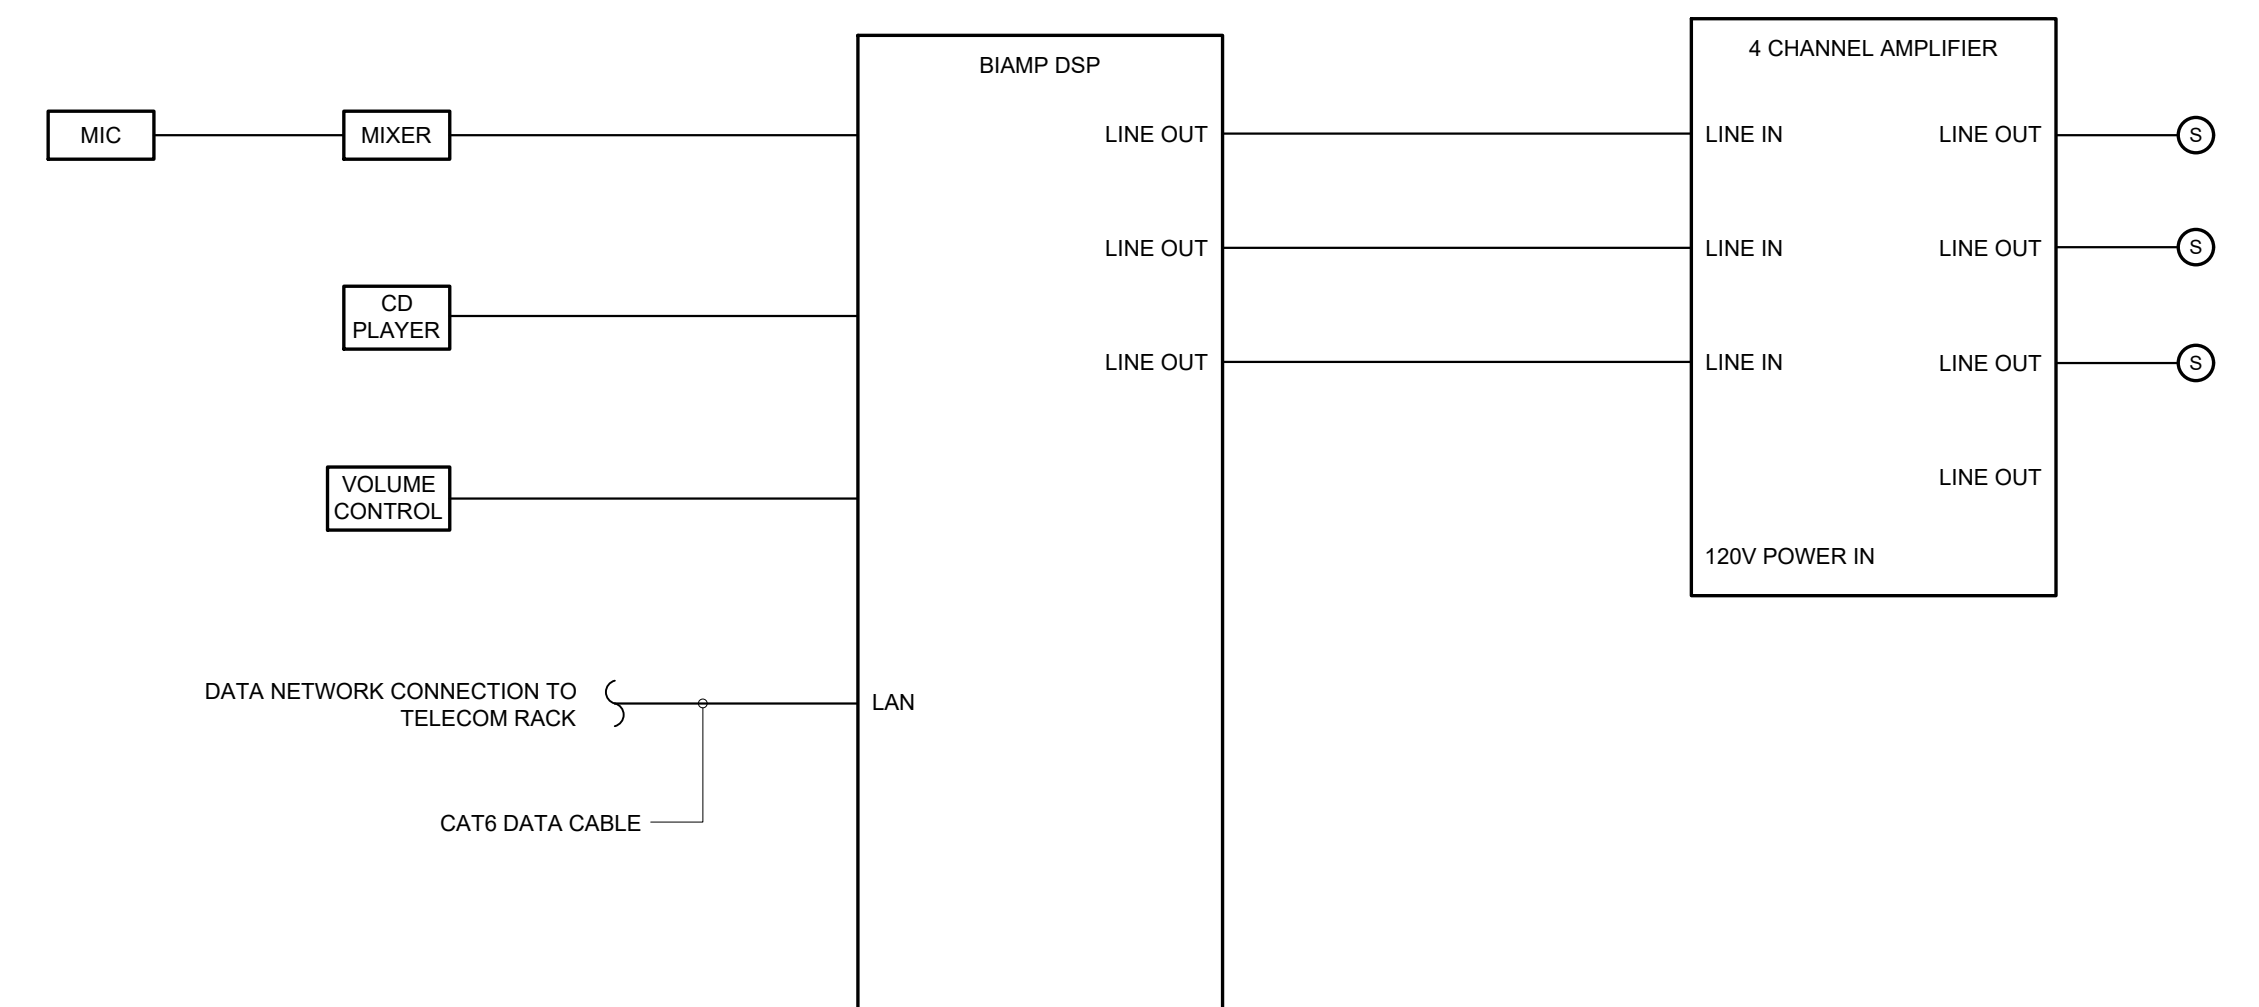 BIAMP DSP
4 CHANNEL AMPLIFIER
MIC
MIXER
LINE OUT
LINE IN
LINE OUT
S
LINE OUT
LINE IN
LINE OUT
S
CD
PLAYER
LINE OUT
LINE IN
LINE OUT
S
VOLUME
CONTROL
LINE OUT
120V POWER IN
DATA NETWORK CONNECTION TO
TELECOM RACK
LAN
CAT6 DATA CABLE